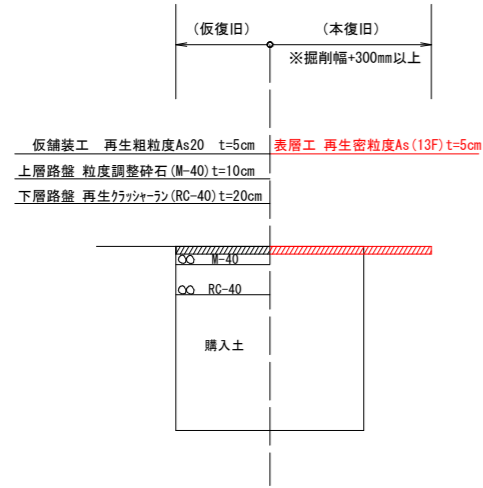 （仮復旧）
（本復旧）
※掘削幅+300mm以上
仮舗装工 再生粗粒度As20 t=5cm
表層工 再生密粒度As(13F)t=5cm
上層路盤 粒度調整砕石(M-40)t=10cm
下層路盤 再生ｸﾗｯｼｬｰﾗﾝ(RC-40)t=20cm
M-40
RC-40
購入土